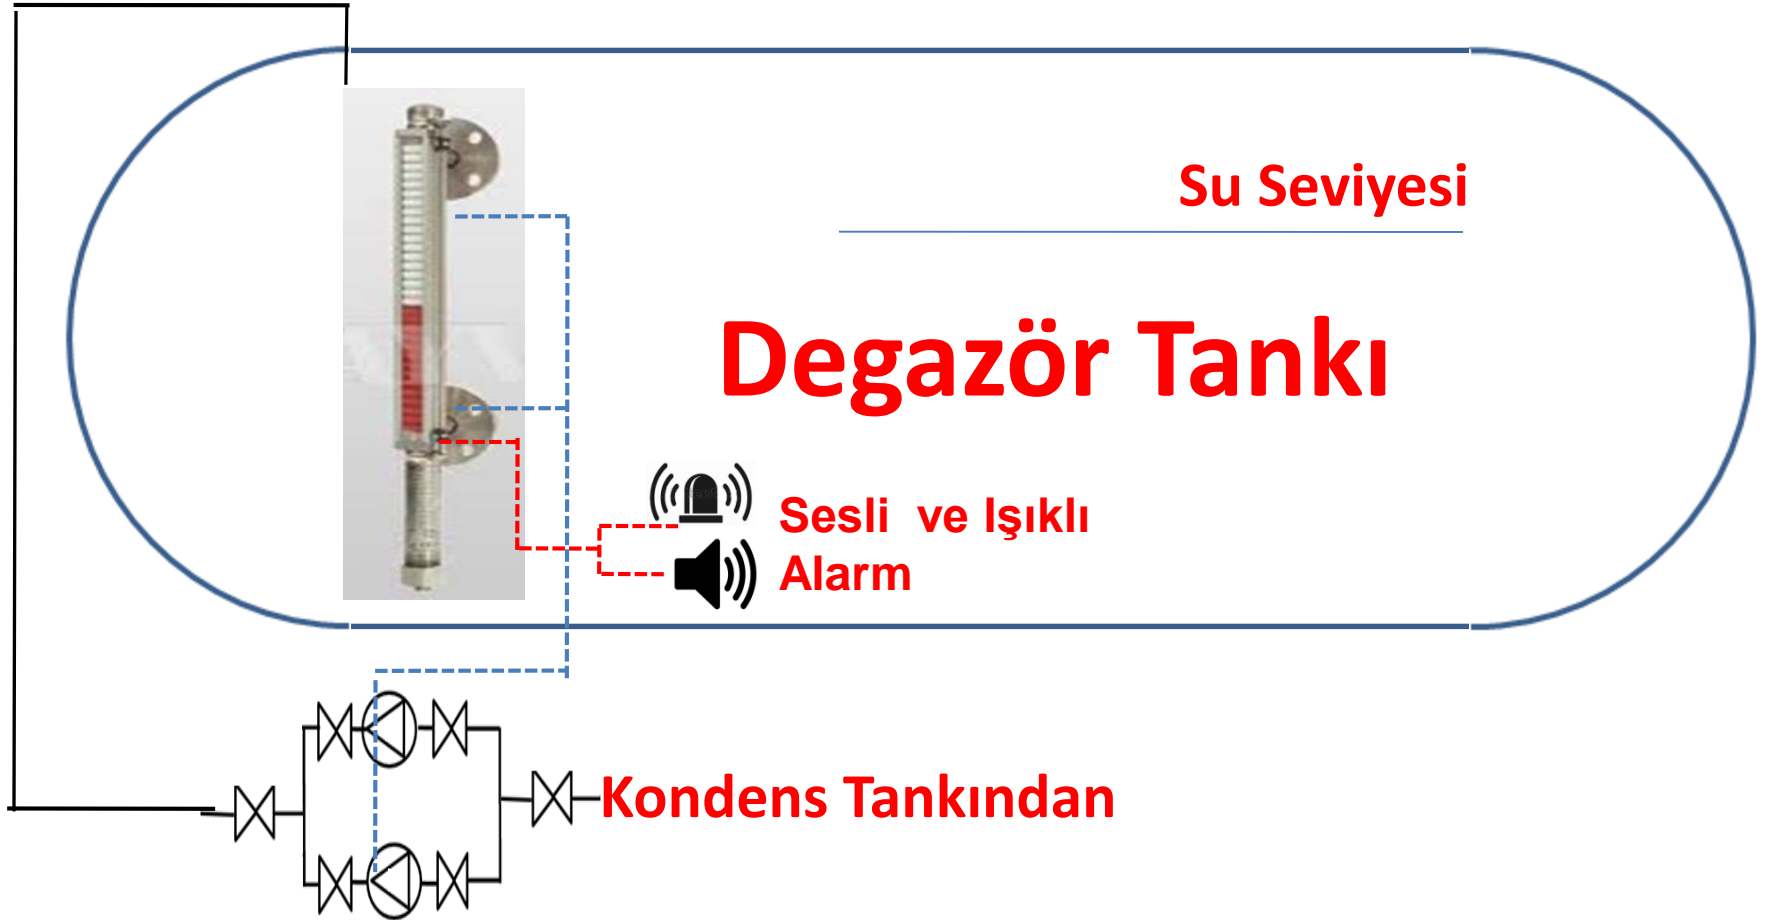 Su Seviyesi
Degazör Tankı
Sesli ve Işıklı
Alarm
Kondens Tankından